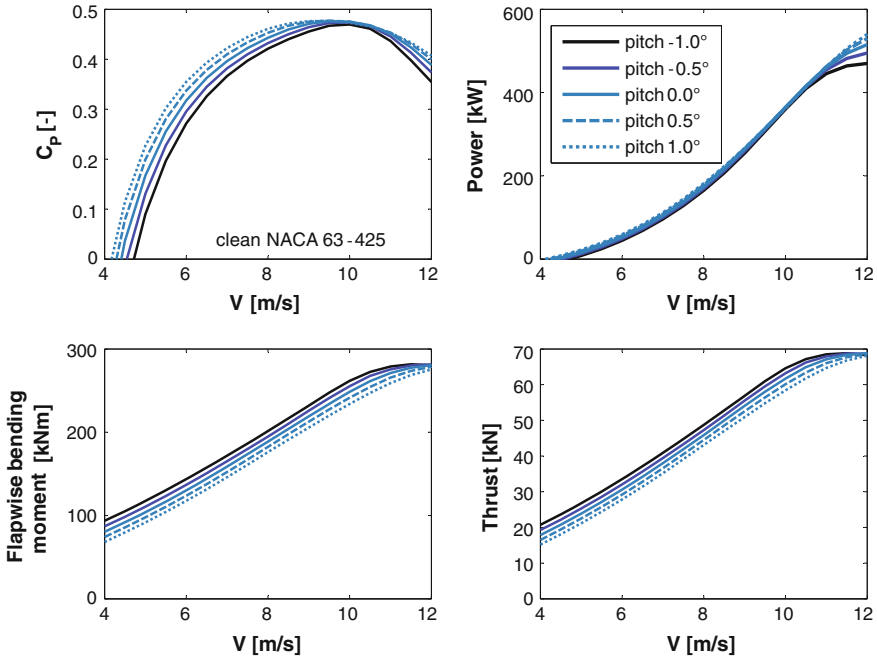 0.5
0.4
0.3
0.2
0.1
0
C_P [-]
clean NACA 63-425
4
6
8
10
12
V [m/s]
600
400
200
0
Power [kW]
pitch -1.0°
pitch -0.5°
pitch 0.0°
pitch 0.5°
pitch 1.0°
4
6
8
10
12
V [m/s]
300
200
100
0
Flapwise bending
moment [kNm]
4
6
8
10
12
V [m/s]
70
60
50
40
30
20
10
0
Thrust [kN]
4
6
8
10
12
V [m/s]